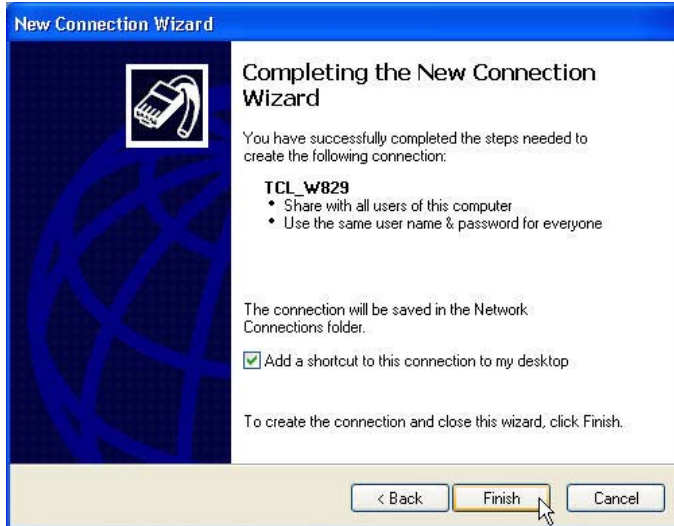 New Connection Wizard
Completing the New Connection
Wizard
You have successfully completed the steps needed to
create the following connection:
TCL_W829
• Share with all users of this computer
• Use the same user name & password for everyone
The connection will be saved in the Network
Connections folder.
Add a shortcut to this connection to my desktop
To create the connection and close this wizard, click Finish.
< Back Finish Cancel